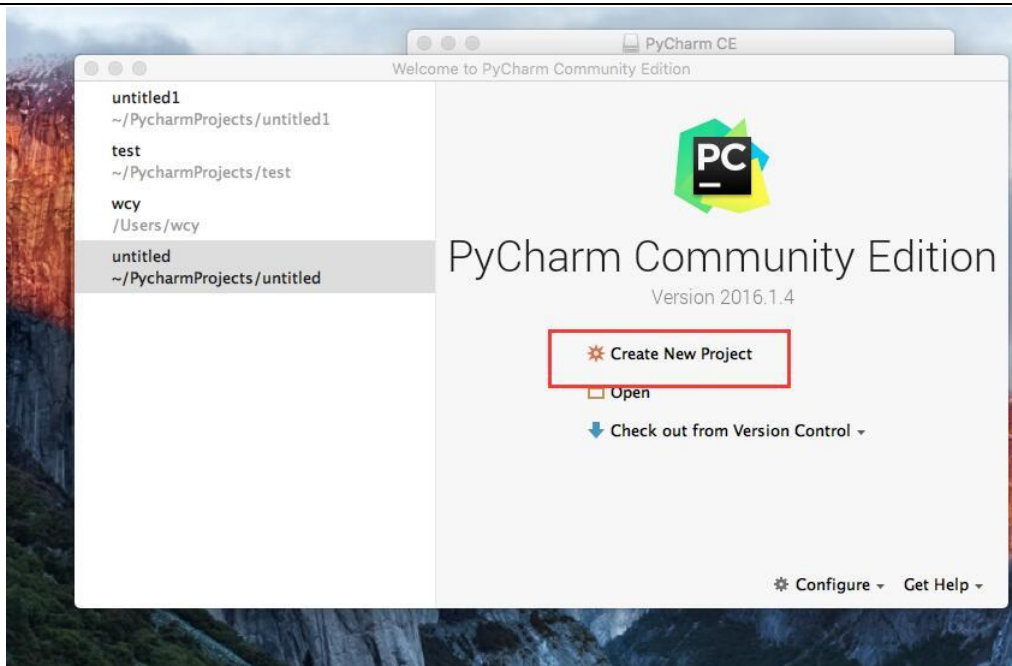 PyCharm CE
Welcome to PyCharm Community Edition
untitled1
~/PycharmProjects/untitled1
test
~/PycharmProjects/test
wcy
/Users/wcy
untitled
~/PycharmProjects/untitled
PC
PyCharm Community Edition
Version 2016.1.4
Create New Project
Open
Check out from Version Control
Configure
Get Help